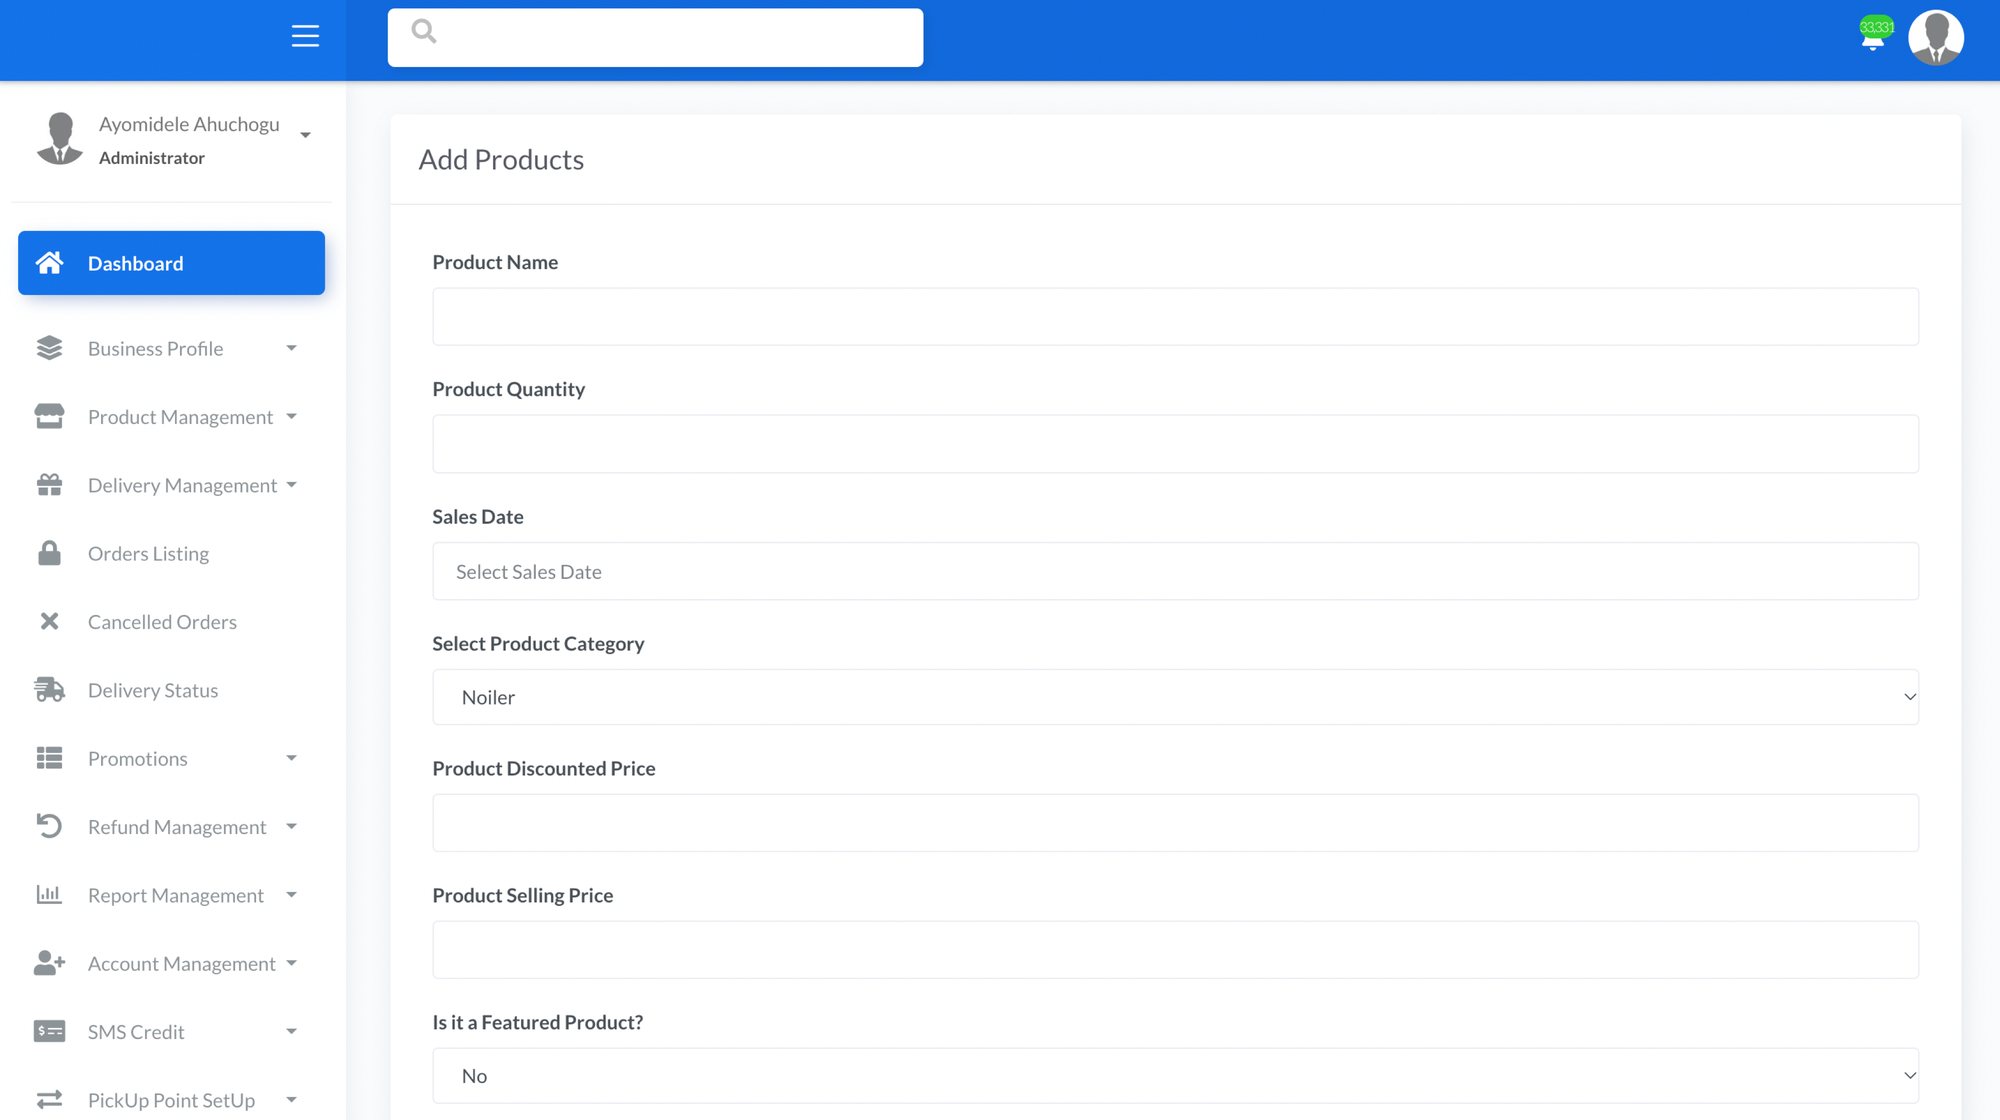 33,331
Ayomidele Ahuchogu
Administrator
Dashboard
Business Profile
Product Management
Delivery Management
Orders Listing
Cancelled Orders
Delivery Status
Promotions
Refund Management
Report Management
Account Management
SMS Credit
PickUp Point SetUp
Add Products
Product Name
Product Quantity
Sales Date
Select Sales Date
Select Product Category
Noiler
Product Discounted Price
Product Selling Price
Is it a Featured Product?
No